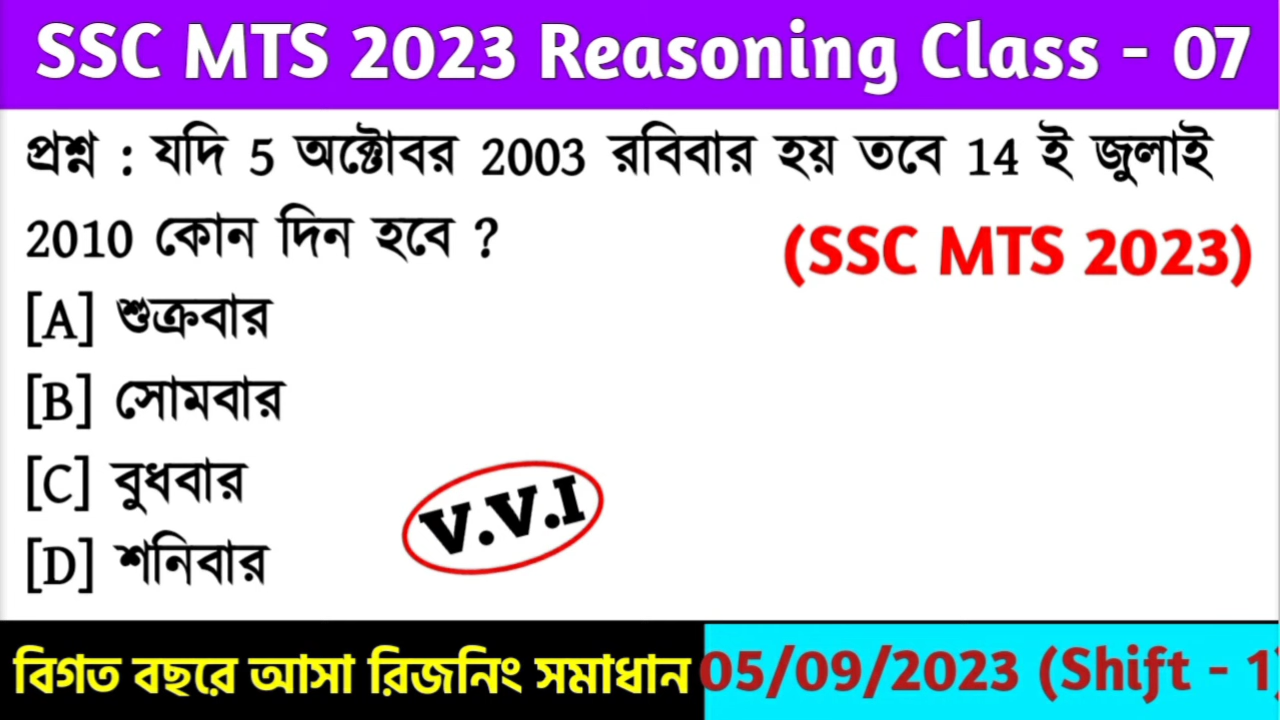 SSC MTS 2023 Reasoning Class - 07
প্রশ্ন : যদি 5 অক্টোবর 2003 রবিবার হয় তবে 14 ই জুলাই
2010 কোন দিন হবে ?
(SSC MTS 2023)
[A] শুক্রবার
[B] সোমবার
[C] বুধবার
[D] শনিবার
V.V.I
বিগত বছরে আসা রিজনিং সমাধান
05/09/2023 (Shift - 1)